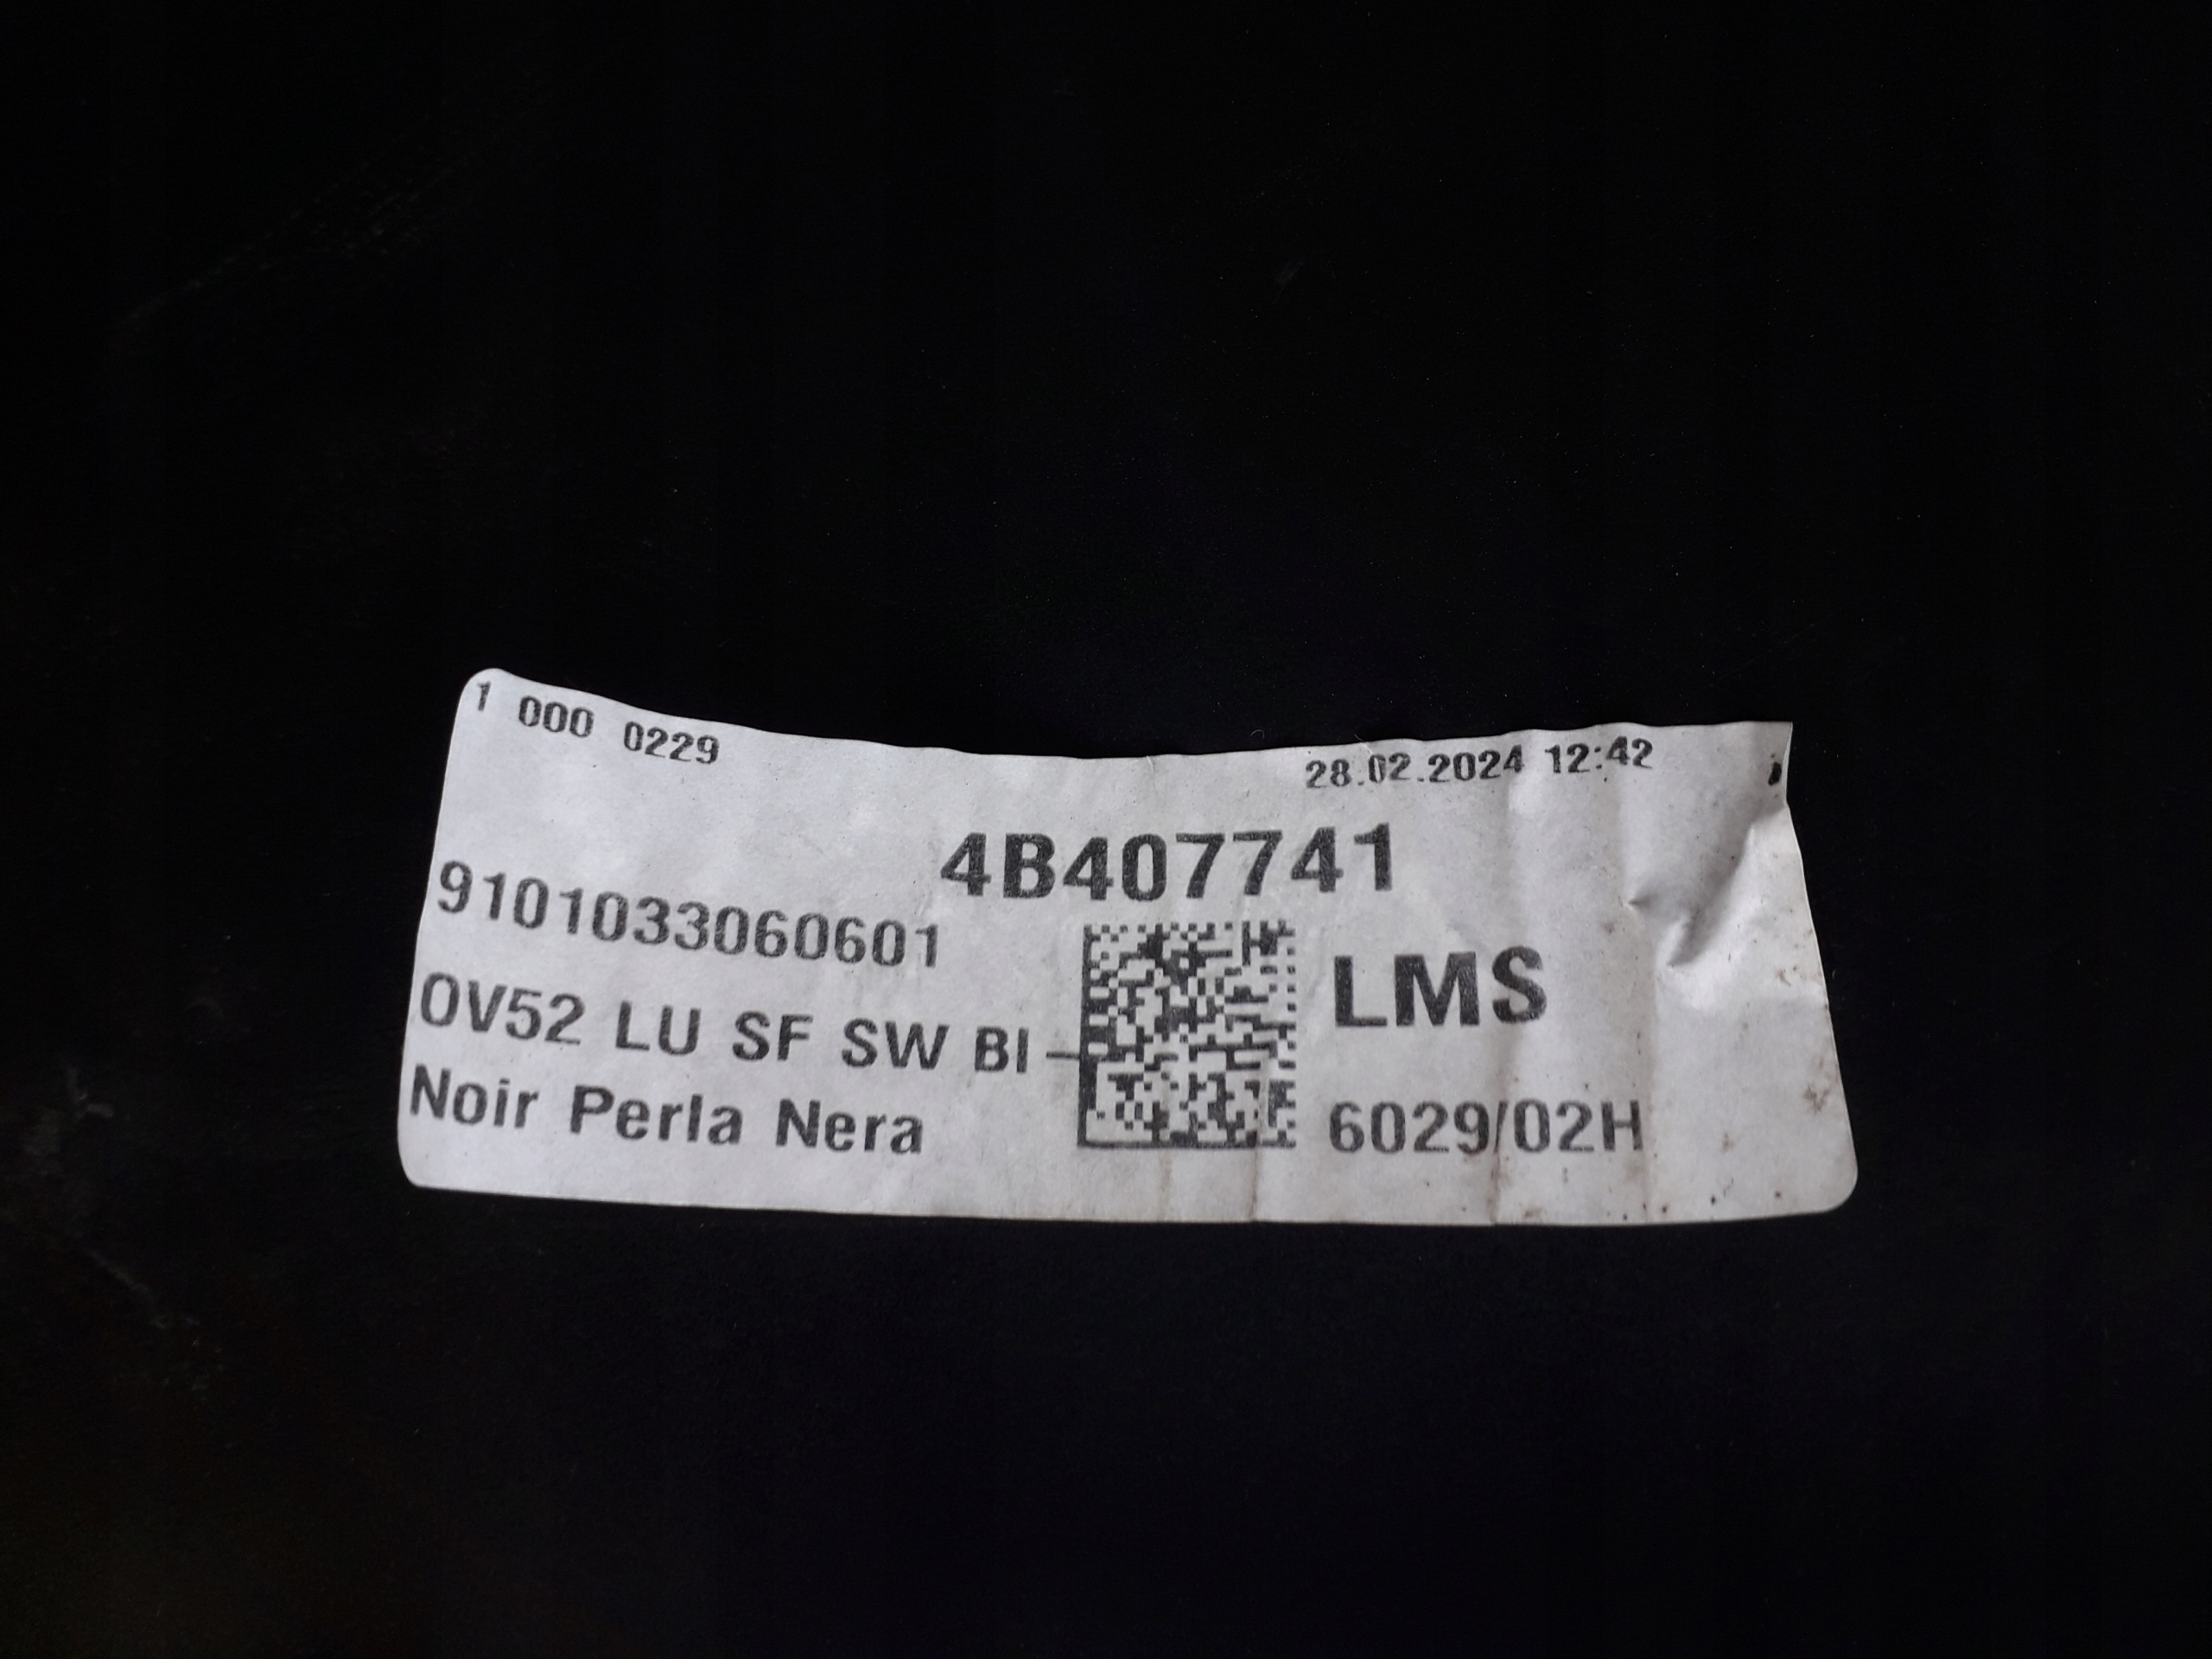 1 000 0229
28.02.2024 12:42
4B407741
9101033060601
LMS
0V52 LU SF SW BI-
6029/02H
Noir Perla Nera